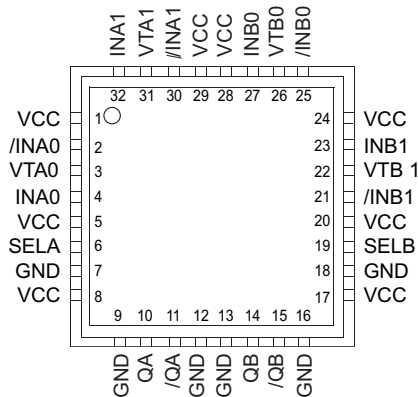 INA1 VTA1 /INA1 VCC VCC INB0 VTB0 /INB0
32 31 30 29 28 27 26 25
VCC 1 24 VCC
/INA0 2 23 INB1
VTA0 3 22 VTB 1
INA0 4 21 /INB1
VCC 5 20 VCC
SELA 6 19 SELB
GND 7 18 GND
VCC 8 17 VCC
9 10 11 12 13 14 15 16
GND QA /QA GND GND QB /QB GND